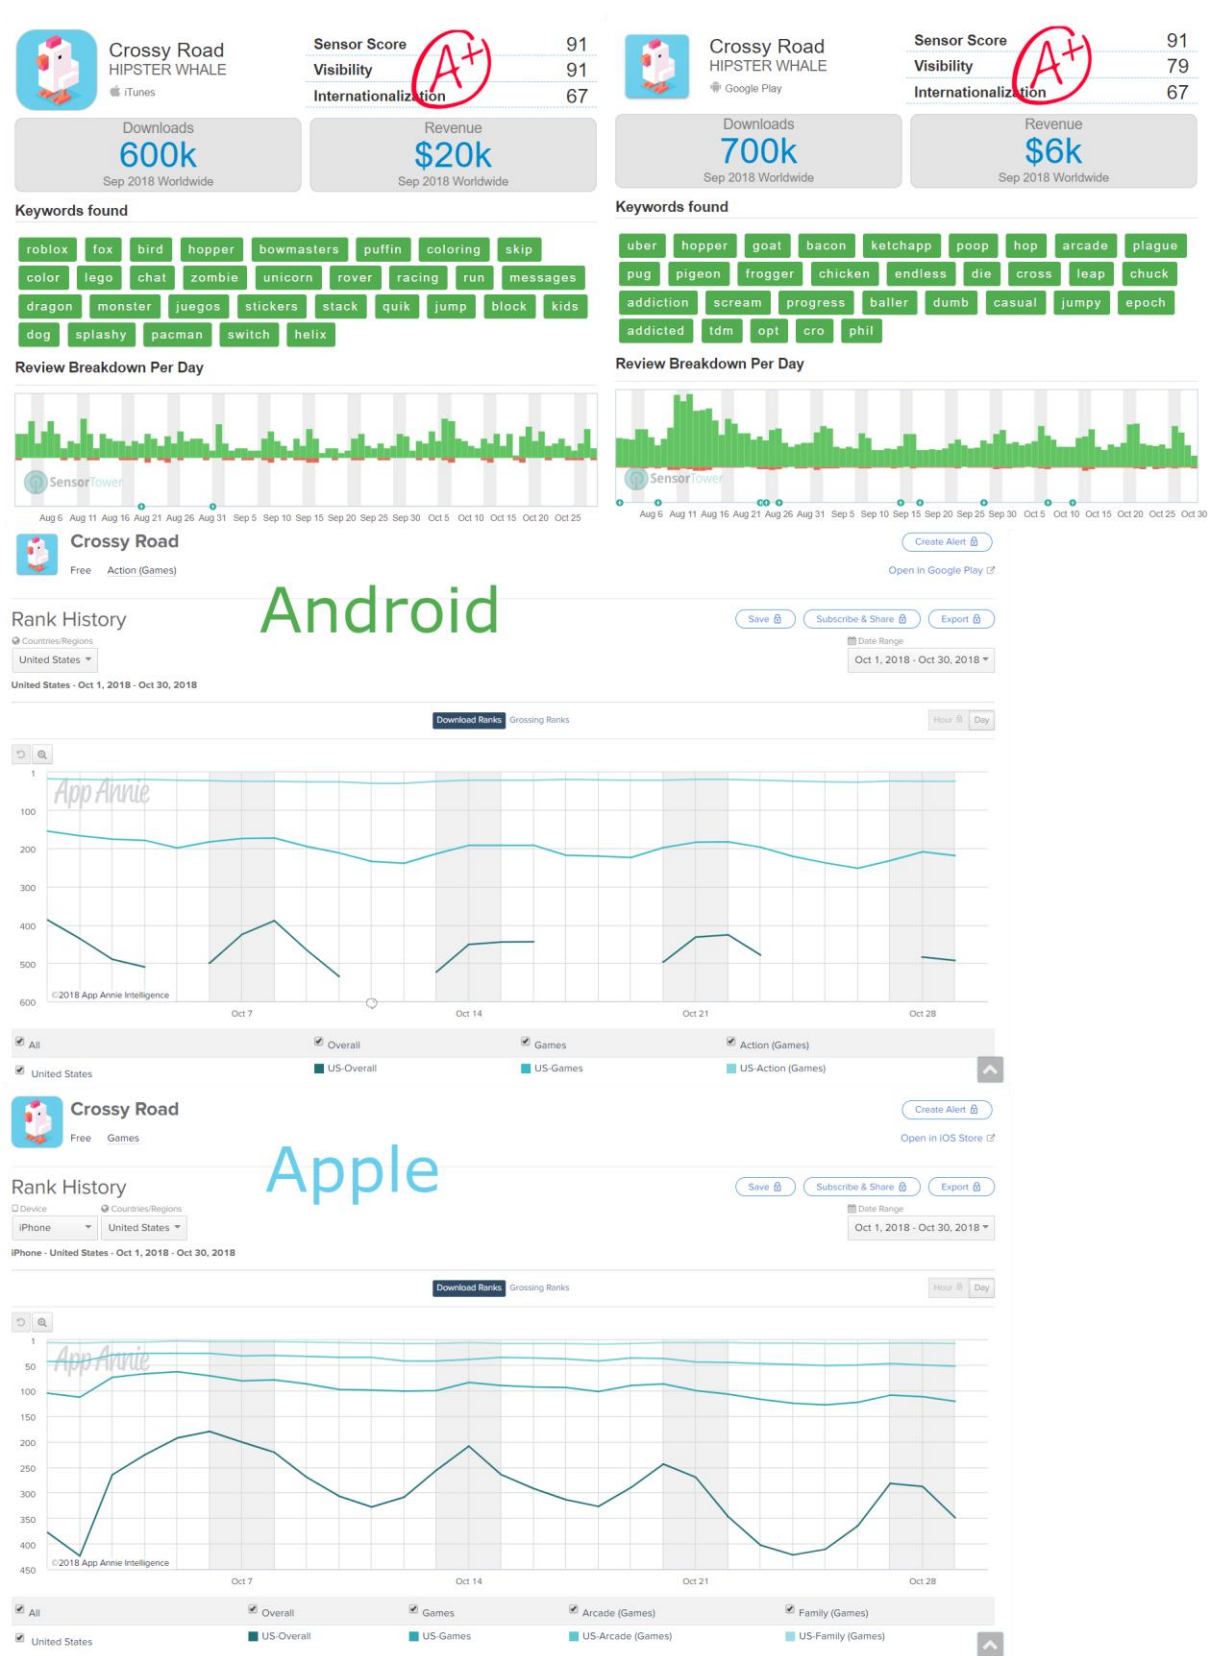 Crossy Road
HIPSTER WHALE
iTunes
Sensor Score 91
Visibility 91
Internationalization 67
A+
Downloads
600k
Sep 2018 Worldwide
Revenue
$20k
Sep 2018 Worldwide
Keywords found
roblox fox bird hopper bowmasters puffin coloring skip
color lego chat zombie unicorn rover racing run messages
dragon monster juegos stickers stack quik jump block kids
dog splashy pacman switch helix
Review Breakdown Per Day
SensorTower
Aug 6 Aug 11 Aug 16 Aug 21 Aug 26 Aug 31 Sep 5 Sep 10 Sep 15 Sep 20 Sep 25 Sep 30 Oct 5 Oct 10 Oct 15 Oct 20 Oct 25
Crossy Road
HIPSTER WHALE
Google Play
Sensor Score 91
Visibility 79
Internationalization 67
A+
Downloads
700k
Sep 2018 Worldwide
Revenue
$6k
Sep 2018 Worldwide
Keywords found
uber hopper goat bacon ketchapp poop hop arcade plague
pug pigeon frogger chicken endless die cross leap chuck
addiction scream progress baller dumb casual jumpy epoch
addicted tdm opt cro phil
Review Breakdown Per Day
SensorTower
Aug 6 Aug 11 Aug 16 Aug 21 Aug 26 Aug 31 Sep 5 Sep 10 Sep 15 Sep 20 Sep 25 Sep 30 Oct 5 Oct 10 Oct 15 Oct 20 Oct 25 Oct 30
Crossy Road
Free Action (Games)
Create Alert
Open in Google Play
Android
Rank History
Save Subscribe & Share Export
Countries/Regions
Date Range
United States
Oct 1, 2018 - Oct 30, 2018
United States - Oct 1, 2018 - Oct 30, 2018
Download Ranks Grossing Ranks
Hour Day
1
App Annie
100
200
300
400
500
600
©2018 App Annie Intelligence
Oct 7 Oct 14 Oct 21 Oct 28
All Overall Games Action (Games)
United States US-Overall US-Games US-Action (Games)
Crossy Road
Free Games
Create Alert
Open in iOS Store
Apple
Rank History
Save Subscribe & Share Export
Device Countries/Regions
Date Range
iPhone United States
Oct 1, 2018 - Oct 30, 2018
iPhone - United States - Oct 1, 2018 - Oct 30, 2018
Download Ranks Grossing Ranks
Hour Day
1
App Annie
50
100
150
200
250
300
350
400
450
©2018 App Annie Intelligence
Oct 7 Oct 14 Oct 21 Oct 28
All Overall Games Arcade (Games) Family (Games)
United States US-Overall US-Games US-Arcade (Games) US-Family (Games)